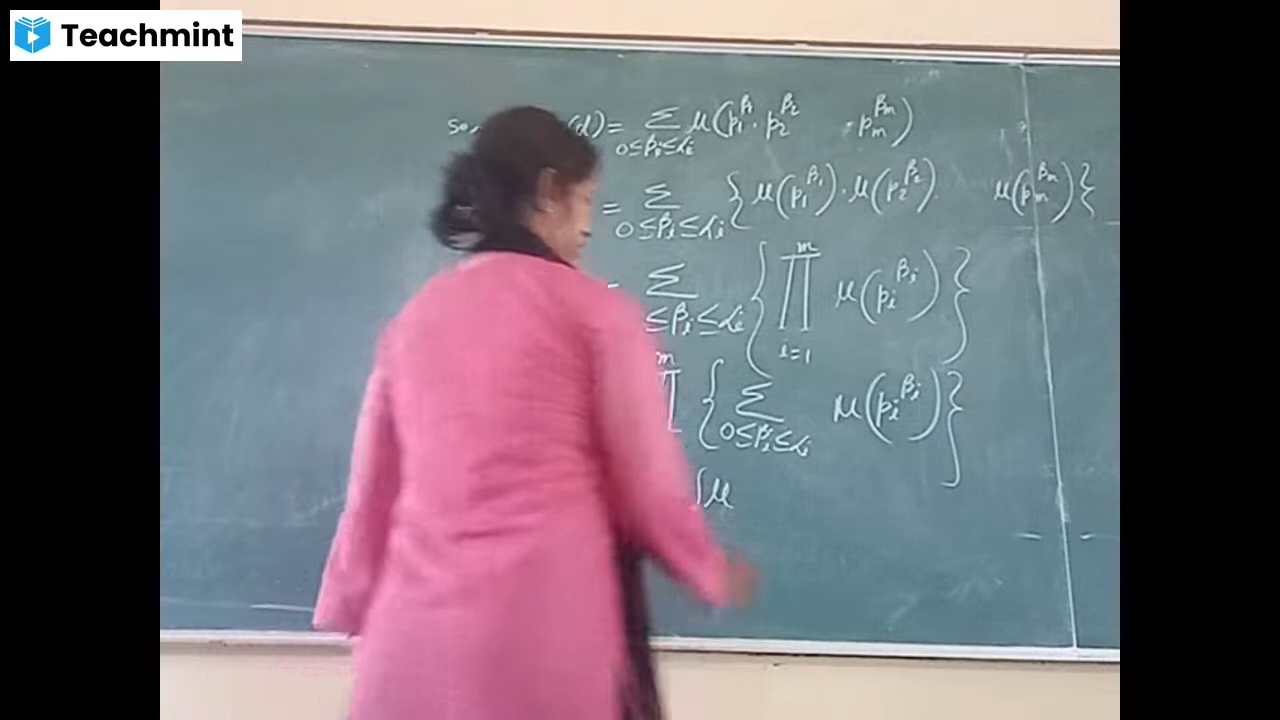 Teachmint
so (d) = Σ μ(p₁^β₁ . p₂^β₂ . pₘ^βₘ)
0≤βᵢ≤αᵢ
= Σ { μ(p₁^β₁) . μ(p₂^β₂) . μ(pₘ^βₘ) }
0≤βᵢ≤αᵢ
= Σ { ∏ μ(pᵢ^βᵢ) }
≤βᵢ≤αᵢ m i=1
m ∏ { Σ μ(pᵢ^βᵢ) }
0≤βᵢ≤αᵢ
{ μ